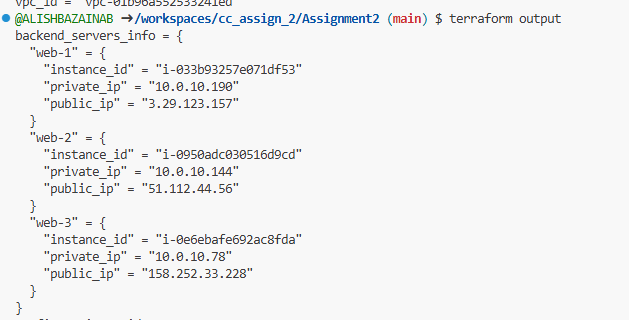 vpc_id = "vpc-01b96a55253324fed
@ALISHBAZAINAB →/workspaces/cc_assign_2/Assignment2 (main) $ terraform output
backend_servers_info = {
"web-1" = {
"instance_id" = "i-033b93257e071df53"
"private_ip" = "10.0.10.190"
"public_ip" = "3.29.123.157"
}
"web-2" = {
"instance_id" = "i-0950adc030516d9cd"
"private_ip" = "10.0.10.144"
"public_ip" = "51.112.44.56"
}
"web-3" = {
"instance_id" = "i-0e6ebafe692ac8fda"
"private_ip" = "10.0.10.78"
"public_ip" = "158.252.33.228"
}
}